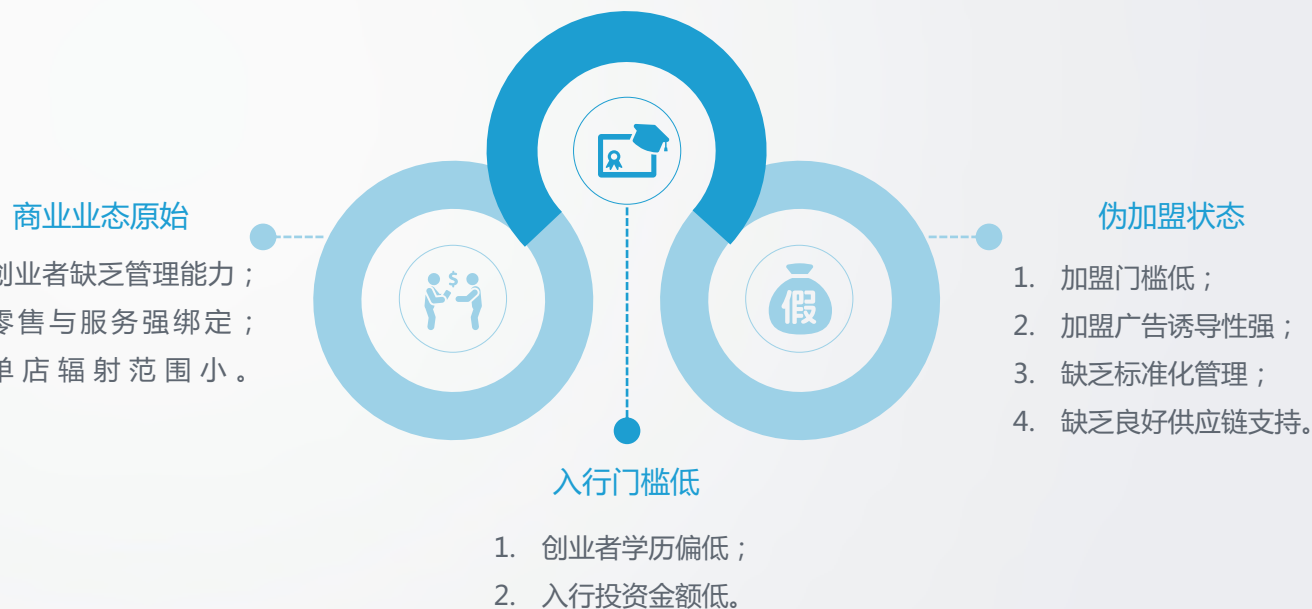 商业业态原始
创业者缺乏管理能力；
零售与服务强绑定；
单店辐射范围小。
$
假
伪加盟状态
1. 加盟门槛低；
2. 加盟广告诱导性强；
3. 缺乏标准化管理；
4. 缺乏良好供应链支持。
入行门槛低
1. 创业者学历偏低；
2. 入行投资金额低。